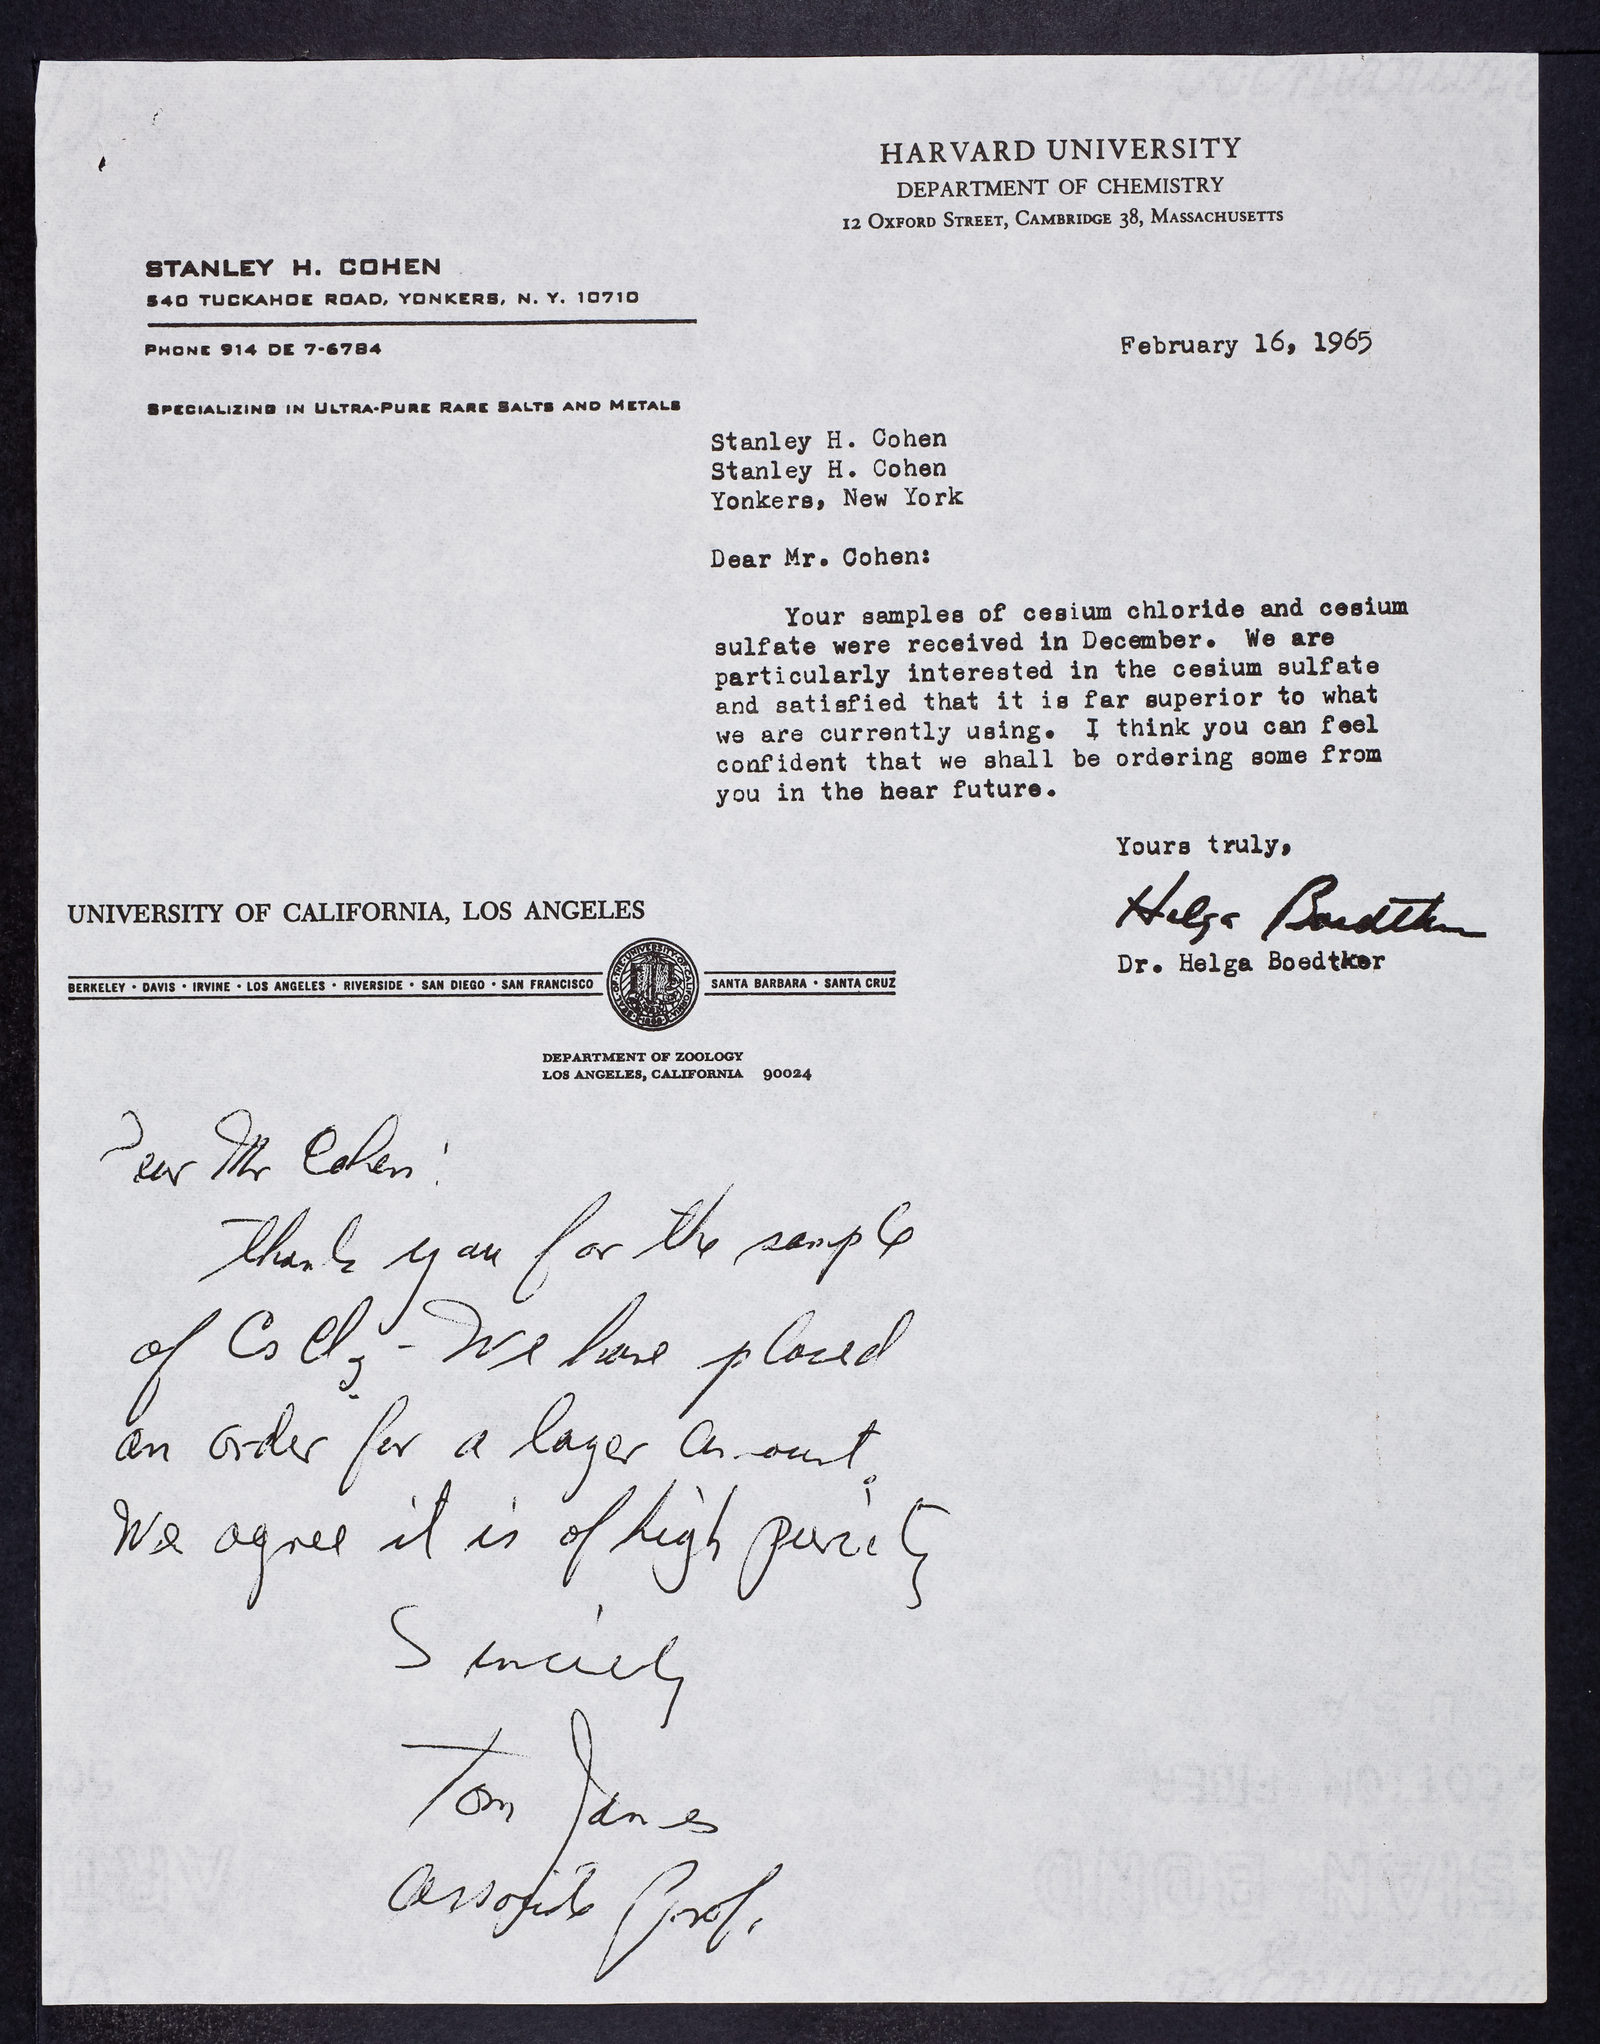 HARVARD UNIVERSITY
DEPARTMENT OF CHEMISTRY
12 OXFORD STREET, CAMBRIDGE 38, MASSACHUSETTS
STANLEY H. COHEN
540 TUCKAHOE ROAD, YONKERS, N. Y. 10710
PHONE 914 DE 7-6784
SPECIALIZING IN ULTRA-PURE RARE SALTS AND METALS
February 16, 1965
Stanley H. Cohen
Stanley H. Cohen
Yonkers, New York
Dear Mr. Cohen:
Your samples of cesium chloride and cesium
sulfate were received in December. We are
particularly interested in the cesium sulfate
and satisfied that it is far superior to what
we are currently using. I think you can feel
confident that we shall be ordering some from
you in the hear future.
Yours truly,
Helga Boedtker
Dr. Helga Boedtker
UNIVERSITY OF CALIFORNIA, LOS ANGELES
BERKELEY • DAVIS • IRVINE • LOS ANGELES • RIVERSIDE • SAN DIEGO • SAN FRANCISCO SANTA BARBARA • SANTA CRUZ
DEPARTMENT OF ZOOLOGY
LOS ANGELES, CALIFORNIA 90024
Dear Mr Cohen:
Thank you for the sample
of CsCl2 - We have placed
an order for a larger amount.
We agree it is of high purity
Sincerely
Tom James
Associate Prof.